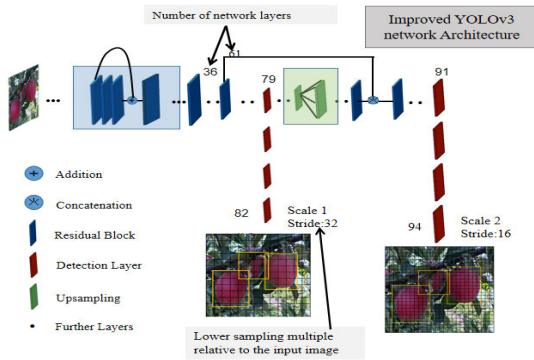 Number of network layers
Improved YOLOv3
network Architecture
61
36
79
91
Addition
Concatenation
Residual Block
Detection Layer
Upsampling
Further Layers
82
Scale 1
Stride:32
94
Scale 2
Stride:16
Lower sampling multiple
relative to the input image